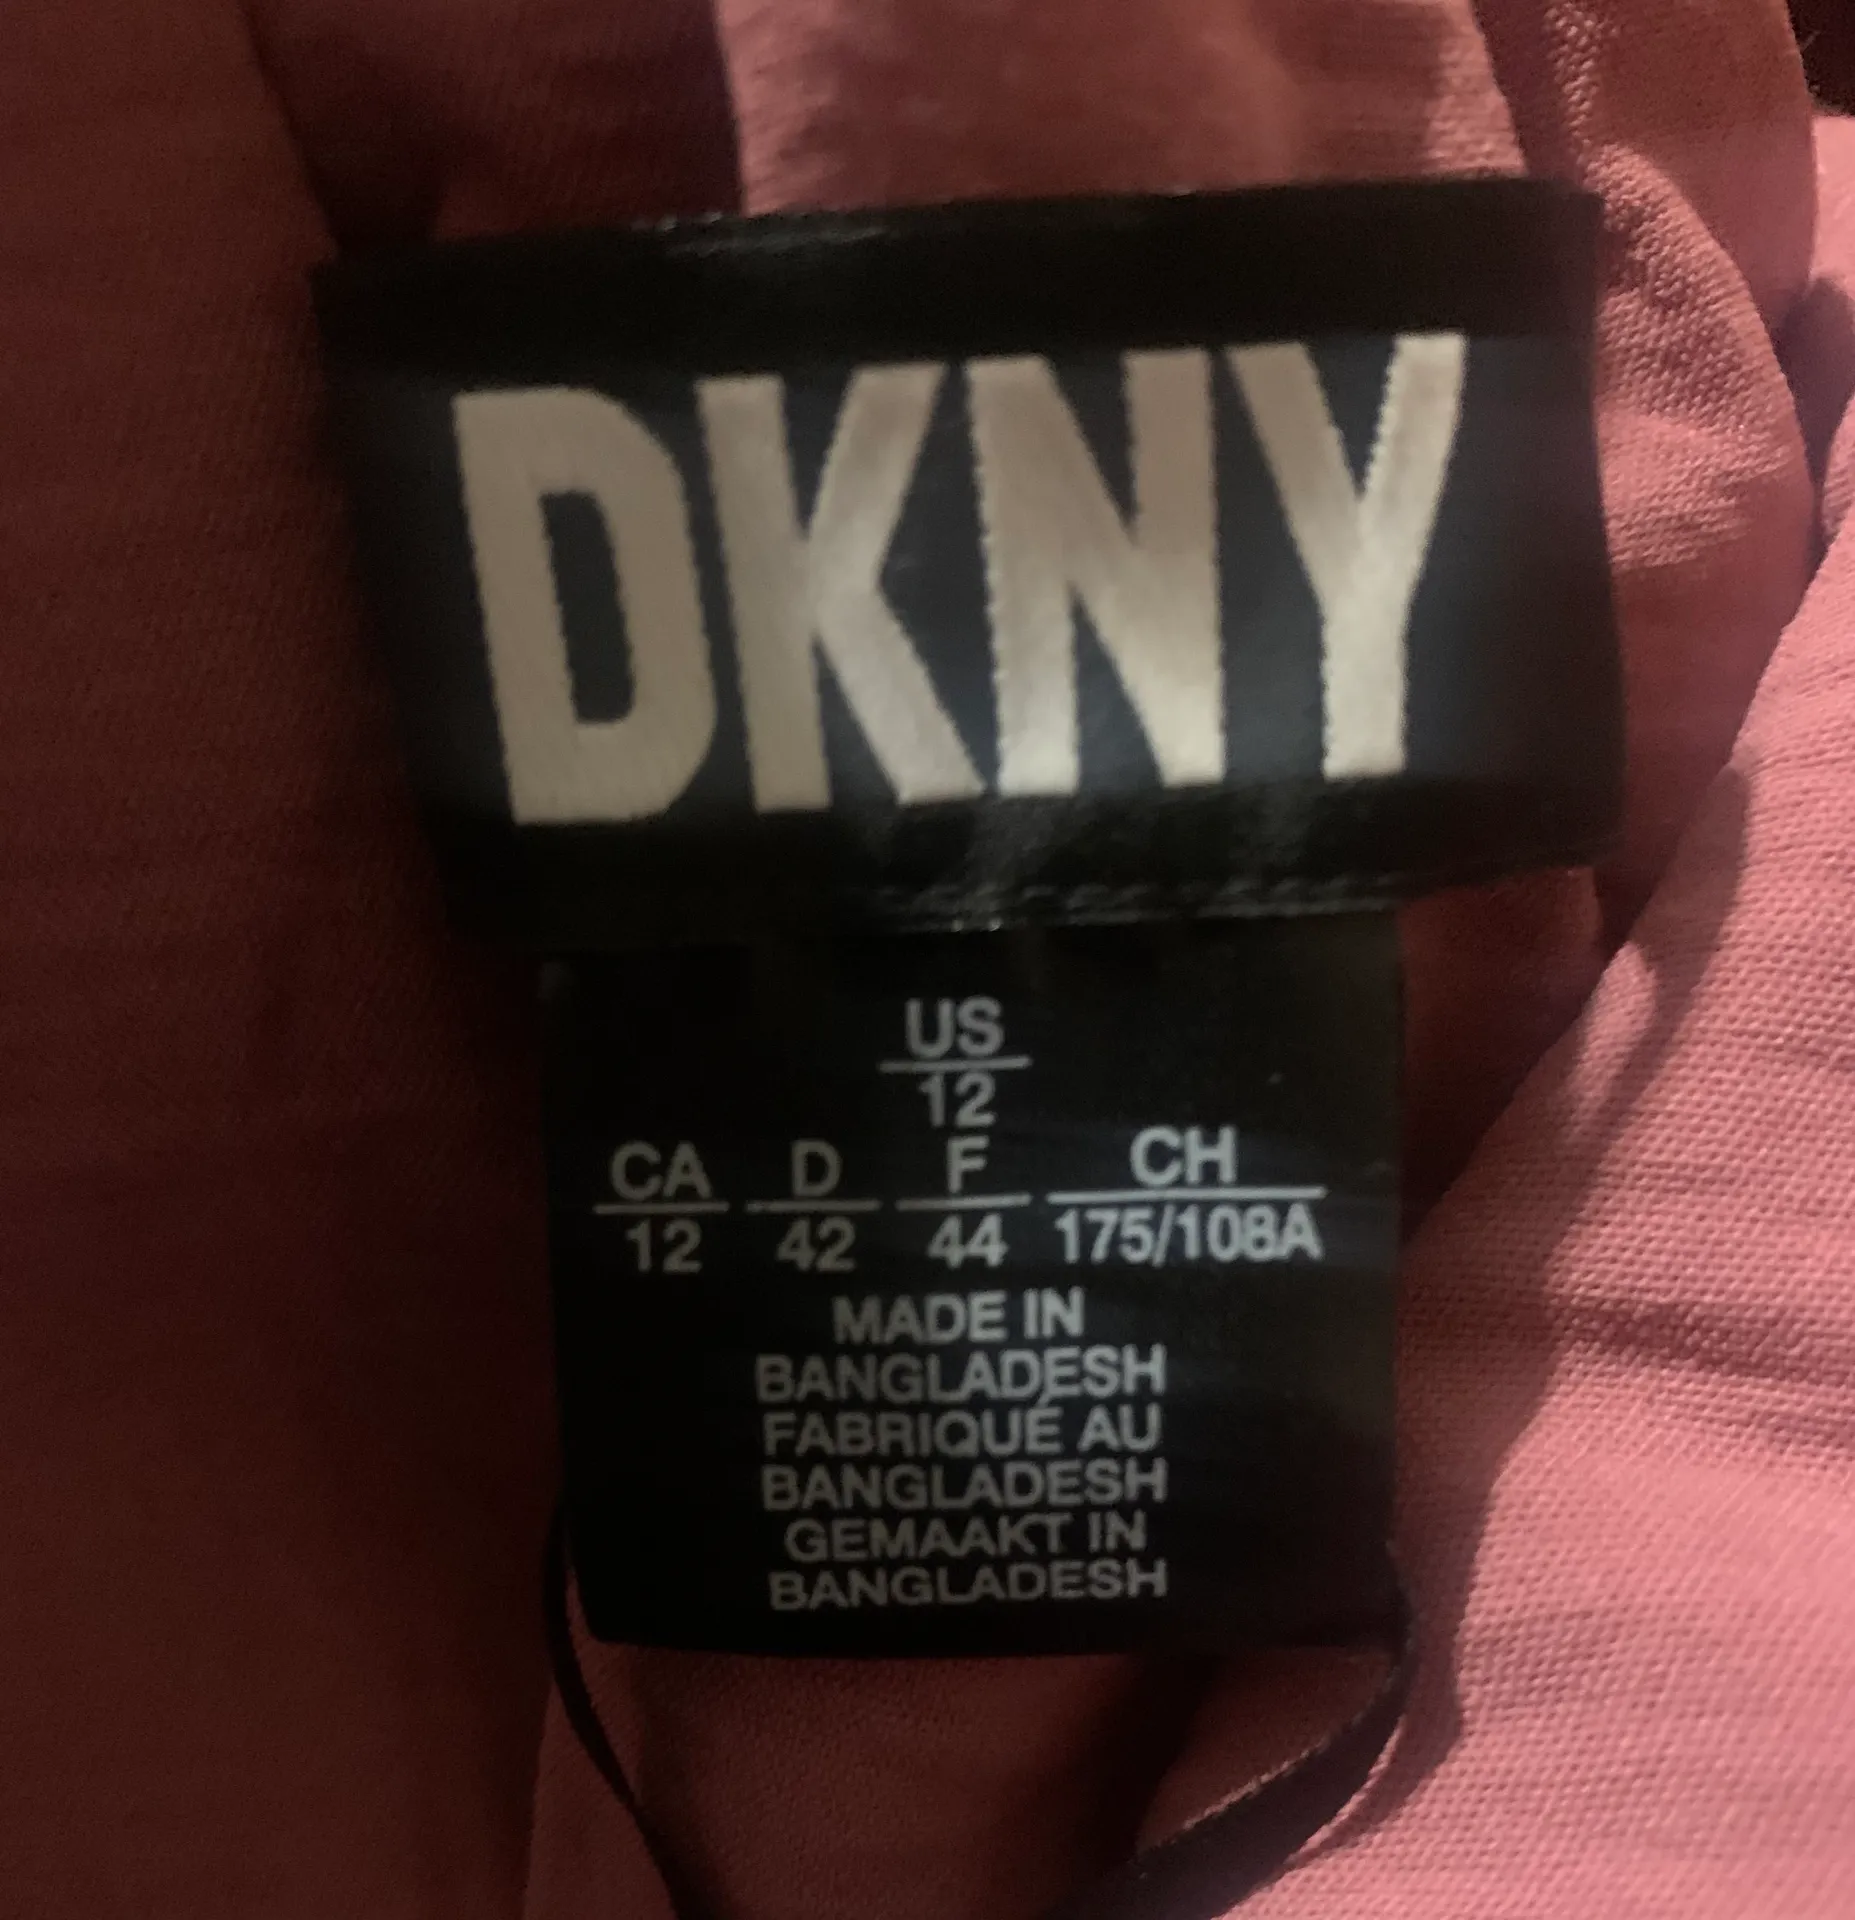 DKNY
US
12
CA D F CH
12 42 44 175/108A
MADE IN
BANGLADESH
FABRIQUÉ AU
BANGLADESH
GEMAAKT IN
BANGLADESH